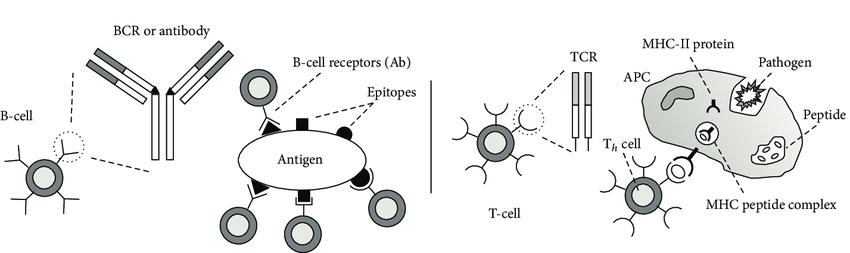 BCR or antibody
B-cell receptors (Ab)
Epitopes
B-cell
Antigen
TCR
MHC-II protein
Pathogen
APC
Peptide
Th cell
T-cell
MHC peptide complex